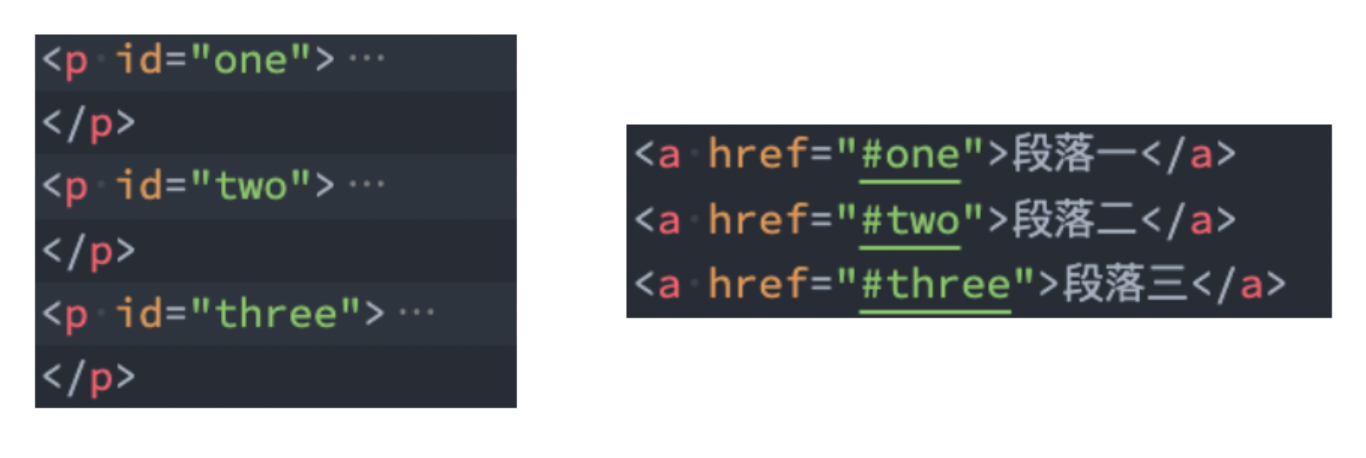 <p id="one">···
</p>
<p id="two">···
</p>
<p id="three">···
</p>
<a href="#one">段落一</a>
<a href="#two">段落二</a>
<a href="#three">段落三</a>